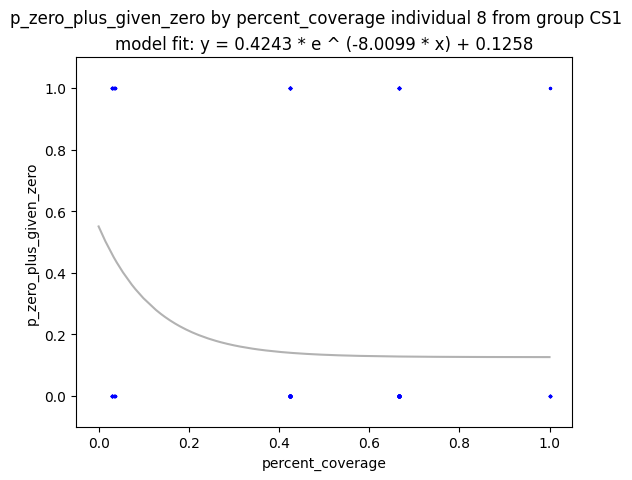 p_zero_plus_given_zero by percent_coverage individual 8 from group CS1
model fit: y = 0.4243 * e ^ (-8.0099 * x) + 0.1258
p_zero_plus_given_zero
1.0
0.8
0.6
0.4
0.2
0.0
0.0 0.2 0.4 0.6 0.8 1.0
percent_coverage